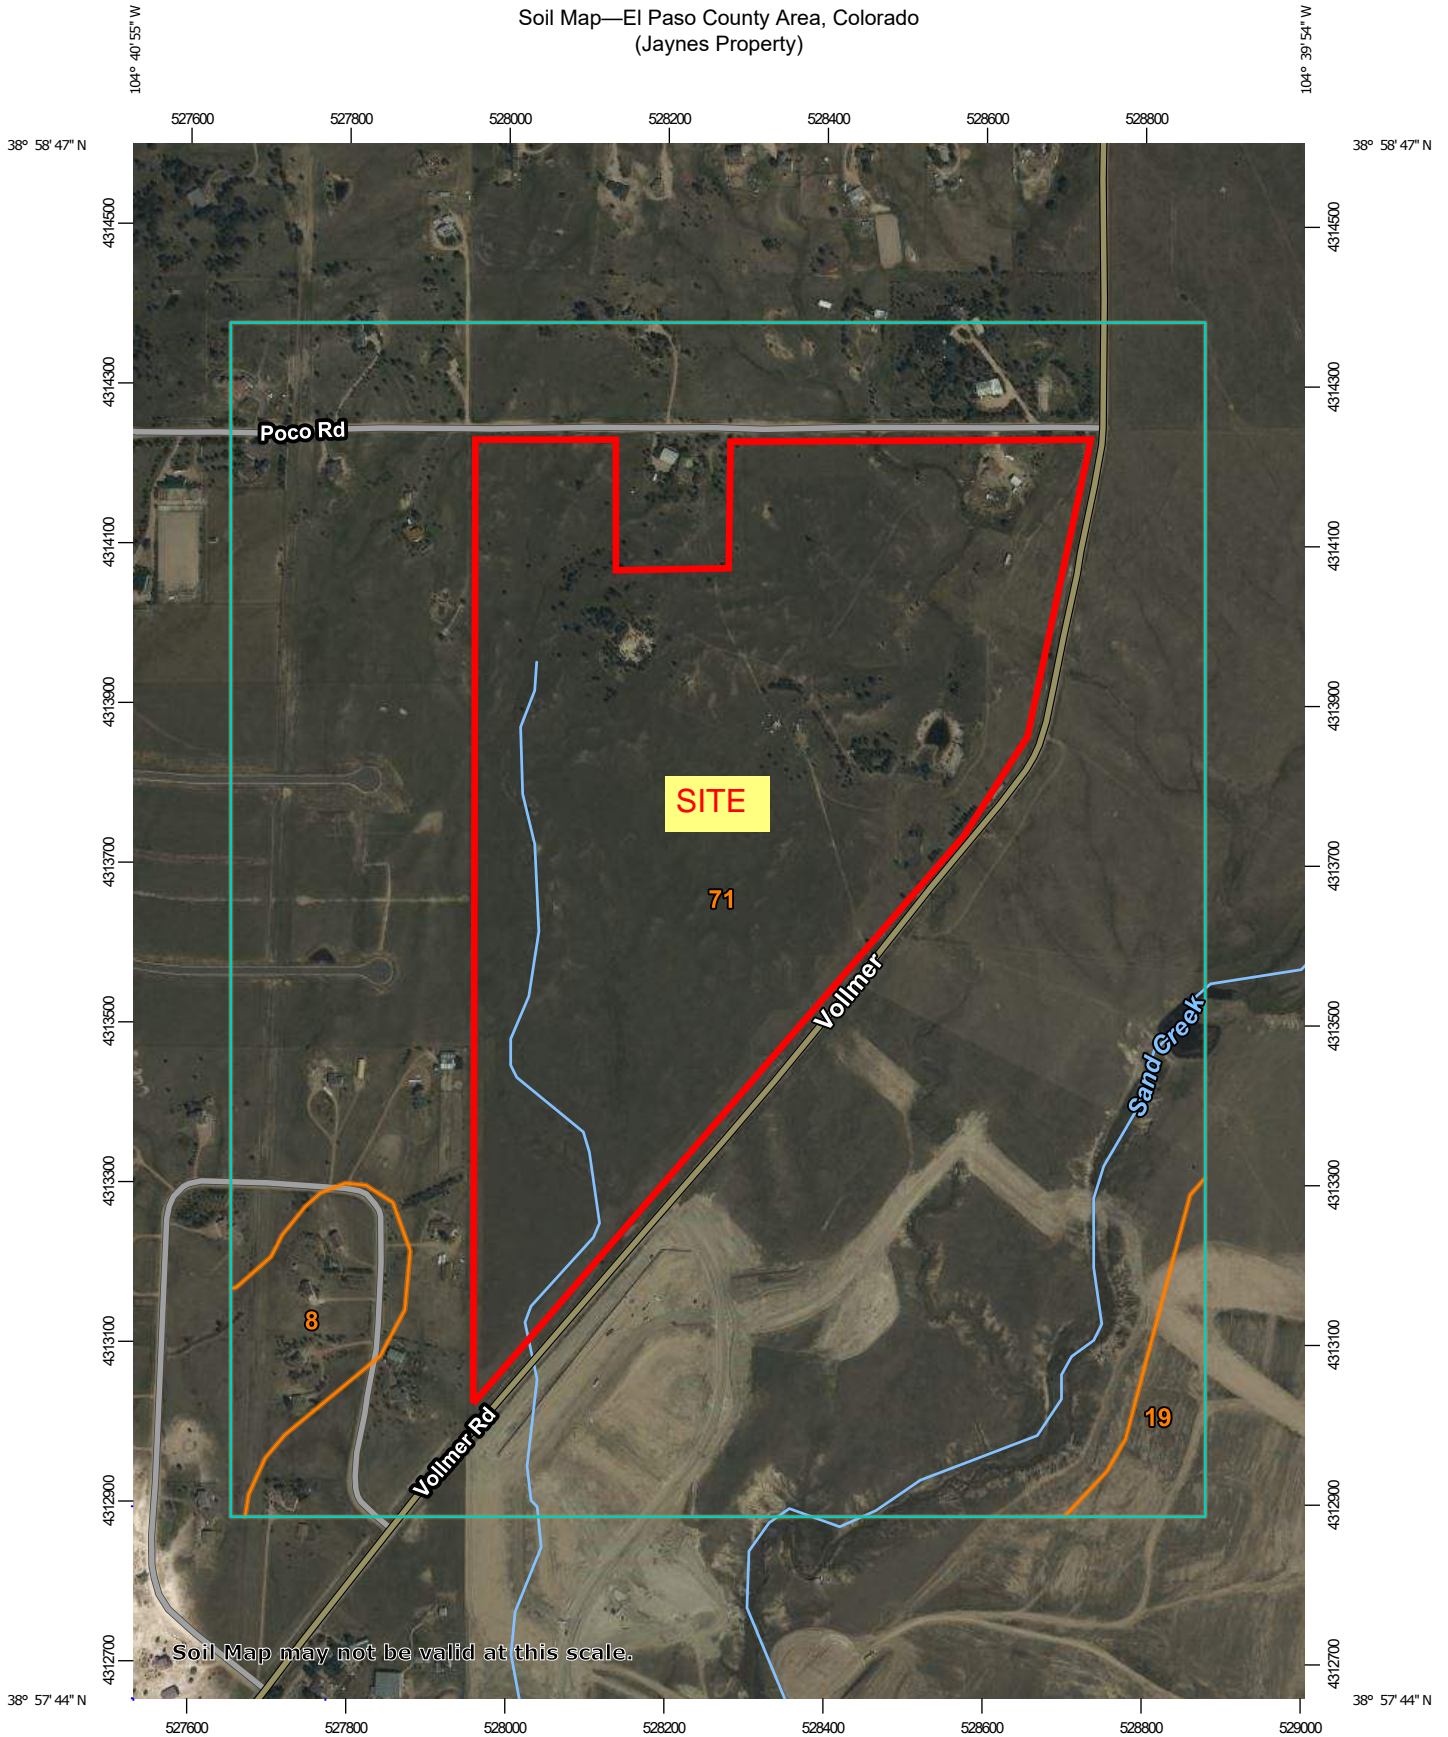 Soil Map—El Paso County Area, Colorado
(Jaynes Property)
104° 40' 55" W
104° 39' 54" W
527600 527800 528000 528200 528400 528600 528800
38° 58' 47" N
38° 58' 47" N
4314500
4314500
4314300
4314300
Poco Rd
4314100
4314100
4313900
4313900
SITE
4313700
4313700
71
Vollmer
4313500
4313500
Sand Creek
4313300
4313300
8
4313100
4313100
19
Vollmer Rd
4312900
4312900
Soil Map may not be valid at this scale.
4312700
4312700
38° 57' 44" N
38° 57' 44" N
527600 527800 528000 528200 528400 528600 528800 529000